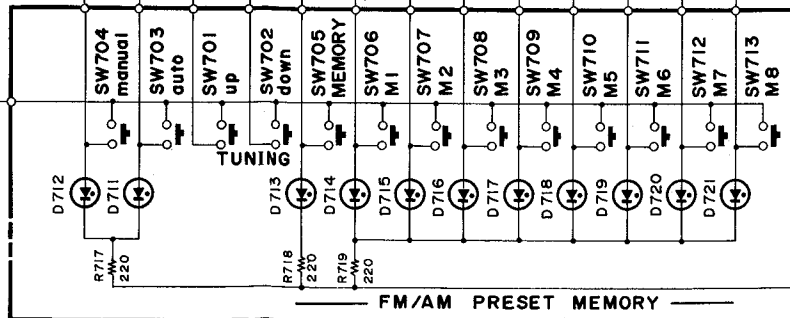 SW704 manual
SW703 auto
SW701 up
SW702 down
SW705 MEMORY
SW706 M1
SW707 M2
SW708 M3
SW709 M4
SW710 M5
SW711 M6
SW712 M7
SW713 M8
TUNING
D712
D711
D713
D714
D715
D716
D717
D718
D719
D720
D721
R717
220
R718
220
R719
220
FM/AM PRESET MEMORY